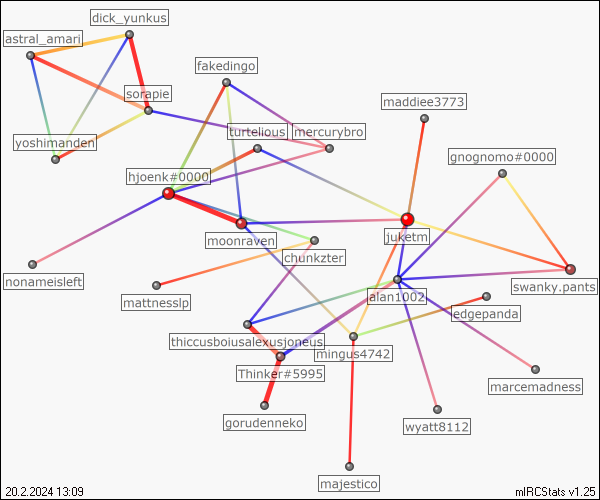 dick_yunkus
astral_amari
fakedingo
sorapie
maddiee3773
turtelious
mercurybro
yoshimanden
gnognomo#0000
hjoenk#0000
moonraven
juketm
chunkzter
nonameisleft
mattnesslp
alan1002
swanky.pants
edgepanda
thiccusboiusalexusjoneus
mingus4742
Thinker#5995
marcemadness
gorudenneko
wyatt8112
majestico
20.2.2024 13:09
mIRCStats v1.25